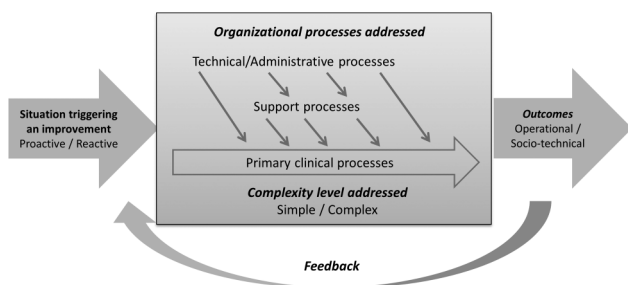 Organizational processes addressed
Technical/Administrative processes
Support processes
Situation triggering
an improvement
Proactive / Reactive
Primary clinical processes
Outcomes
Operational /
Socio-technical
Complexity level addressed
Simple / Complex
Feedback